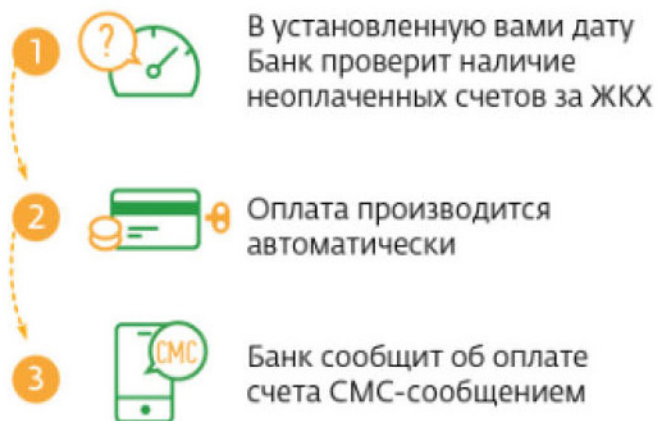 1
?
В установленную вами дату
Банк проверит наличие
неоплаченных счетов за ЖКХ
2
Оплата производится
автоматически
3
СМС
Банк сообщит об оплате
счета СМС-сообщением